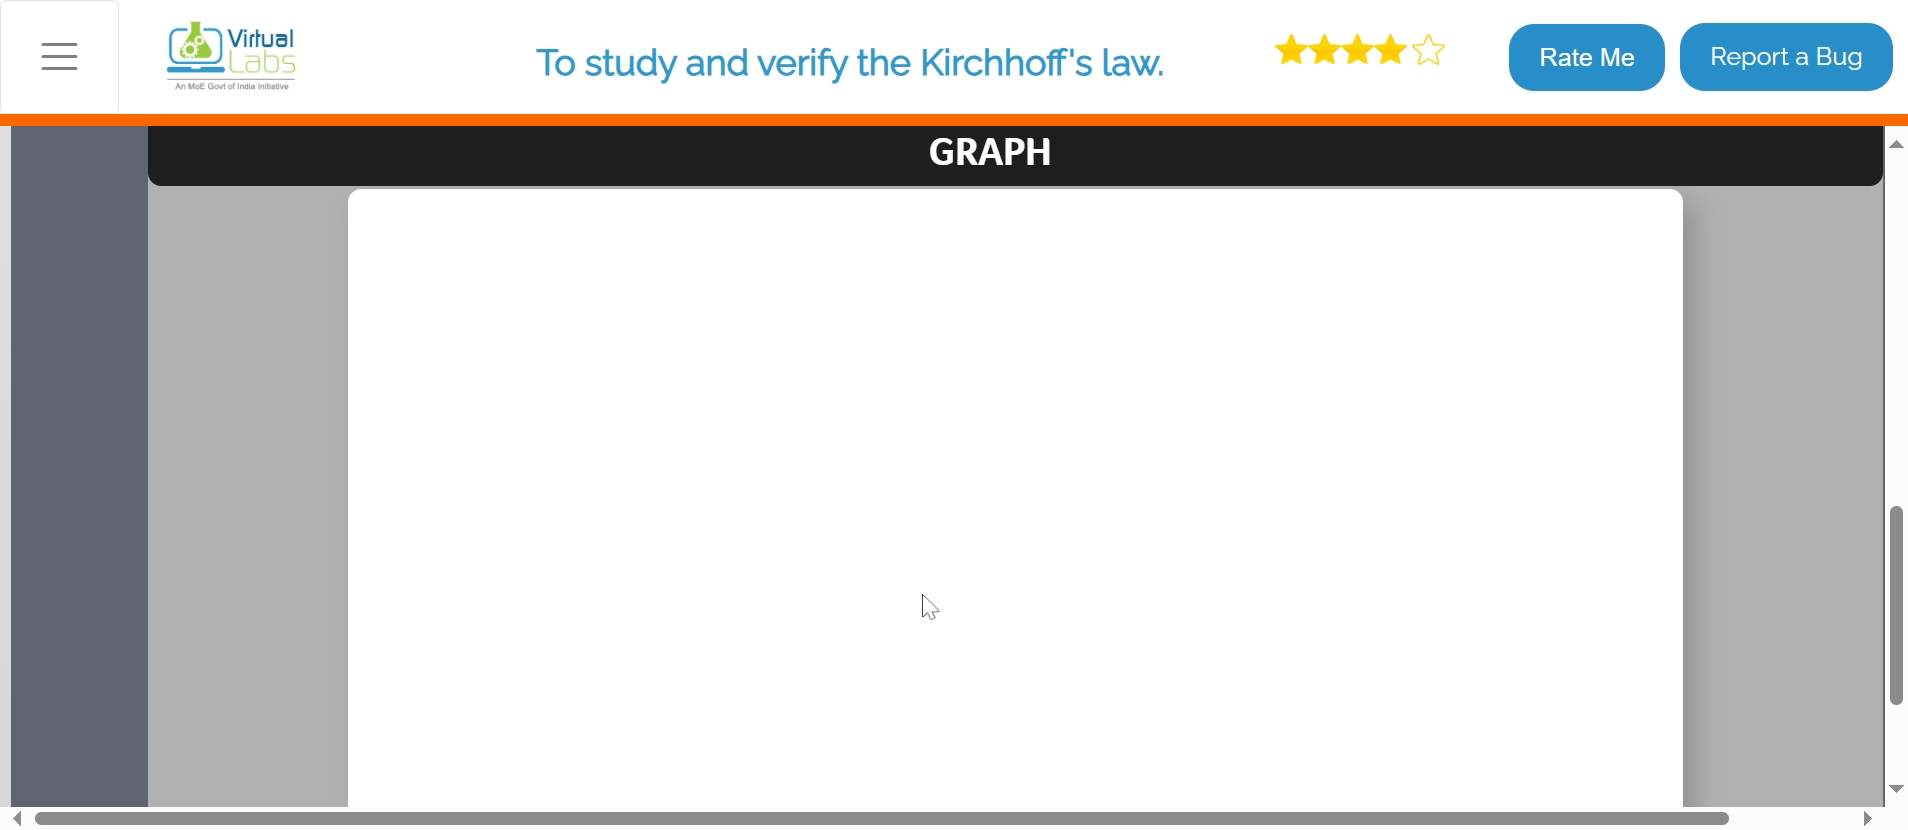 Virtual
Labs
An MoE Govt of India Initiative
To study and verify the Kirchhoff's law.
Rate Me
Report a Bug
GRAPH